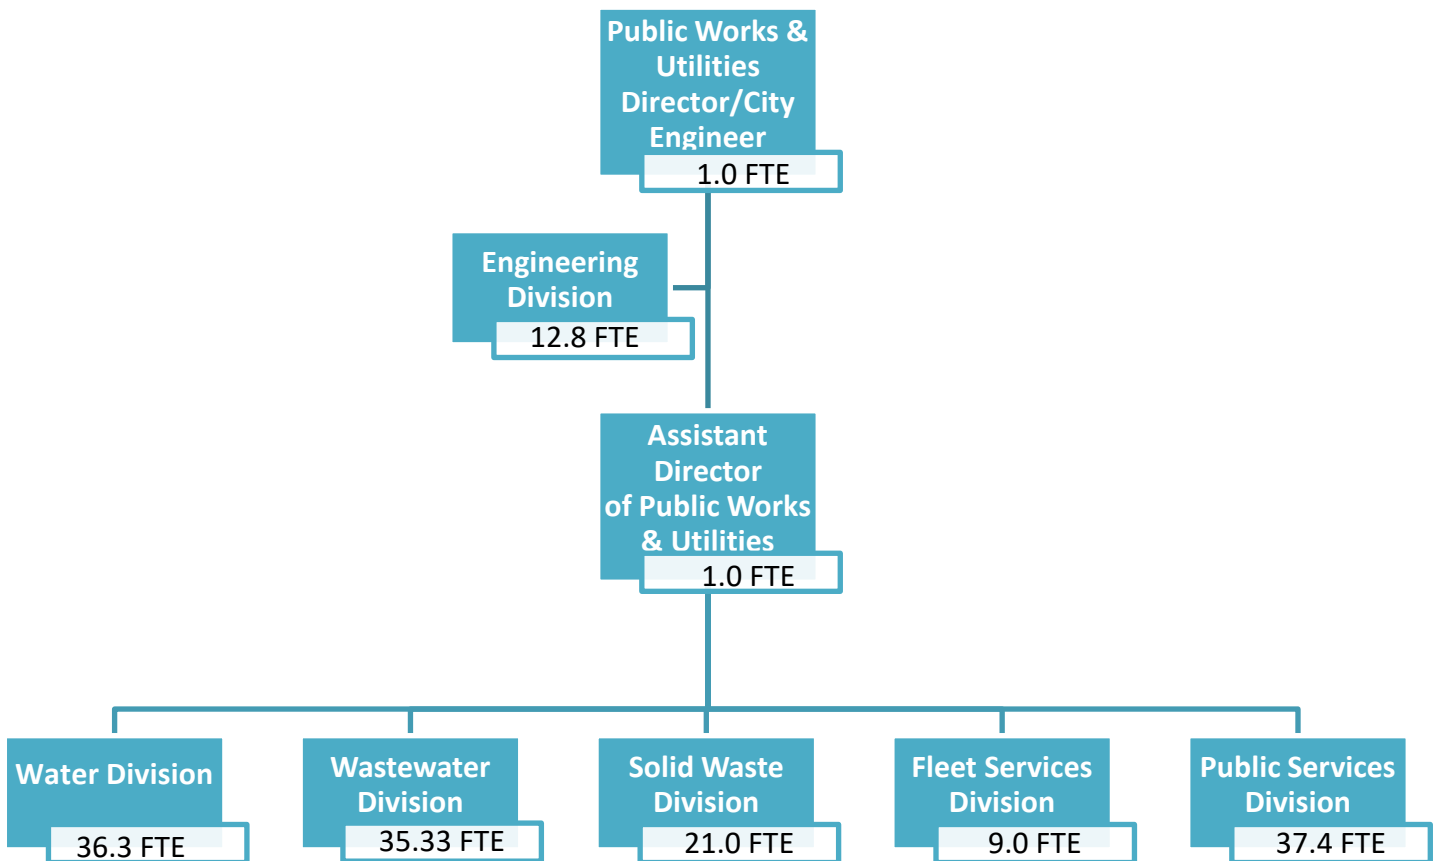 Public Works &
Utilities
Director/City
Engineer
1.0 FTE
Engineering
Division
12.8 FTE
Assistant
Director
of Public Works
& Utilities
1.0 FTE
Water Division
36.3 FTE
Wastewater
Division
35.33 FTE
Solid Waste
Division
21.0 FTE
Fleet Services
Division
9.0 FTE
Public Services
Division
37.4 FTE